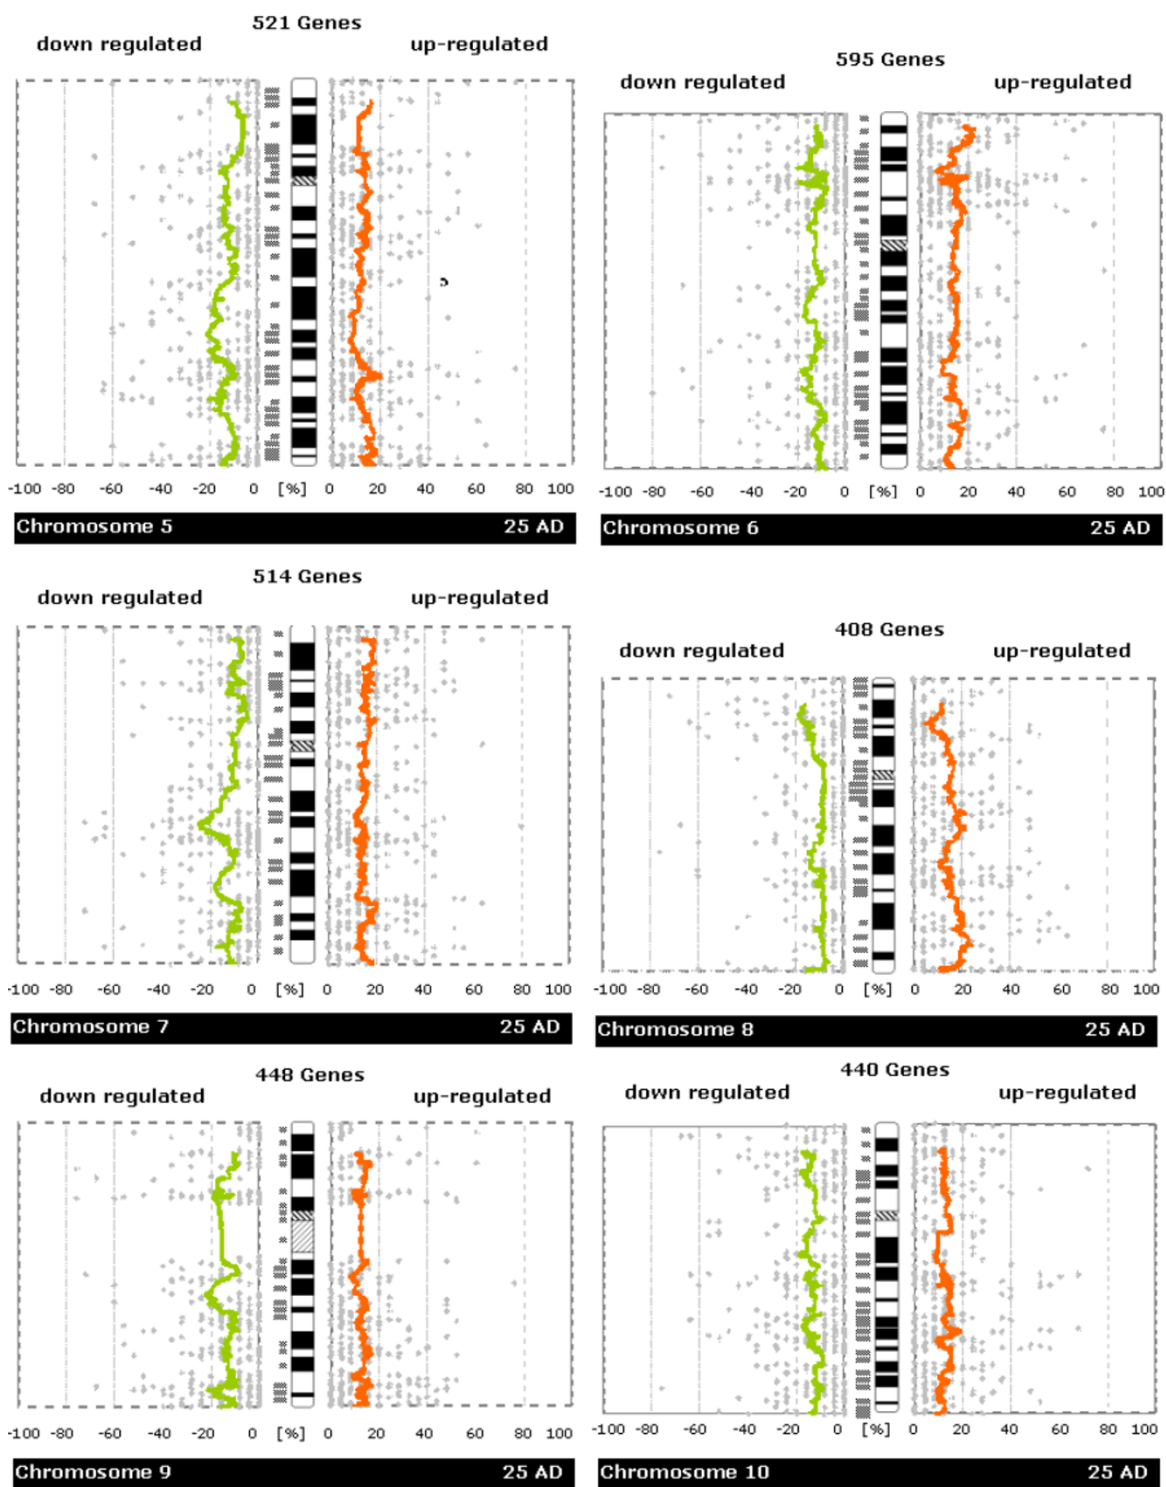 521 Genes
down regulated up-regulated
-100 -80 -60 -40 -20 0 [%] 0 20 40 60 80 100
Chromosome 5 25 AD
595 Genes
down regulated up-regulated
-100 -80 -60 -40 -20 0 [%] 0 20 40 60 80 100
Chromosome 6 25 AD
514 Genes
down regulated up-regulated
-100 -80 -60 -40 -20 0 [%] 0 20 40 60 80 100
Chromosome 7 25 AD
408 Genes
down regulated up-regulated
-100 -80 -60 -40 -20 0 [%] 0 20 40 60 80 100
Chromosome 8 25 AD
448 Genes
down regulated up-regulated
-100 -80 -60 -40 -20 0 [%] 0 20 40 60 80 100
Chromosome 9 25 AD
440 Genes
down regulated up-regulated
-100 -80 -60 -40 -20 0 [%] 0 20 40 60 80 100
Chromosome 10 25 AD